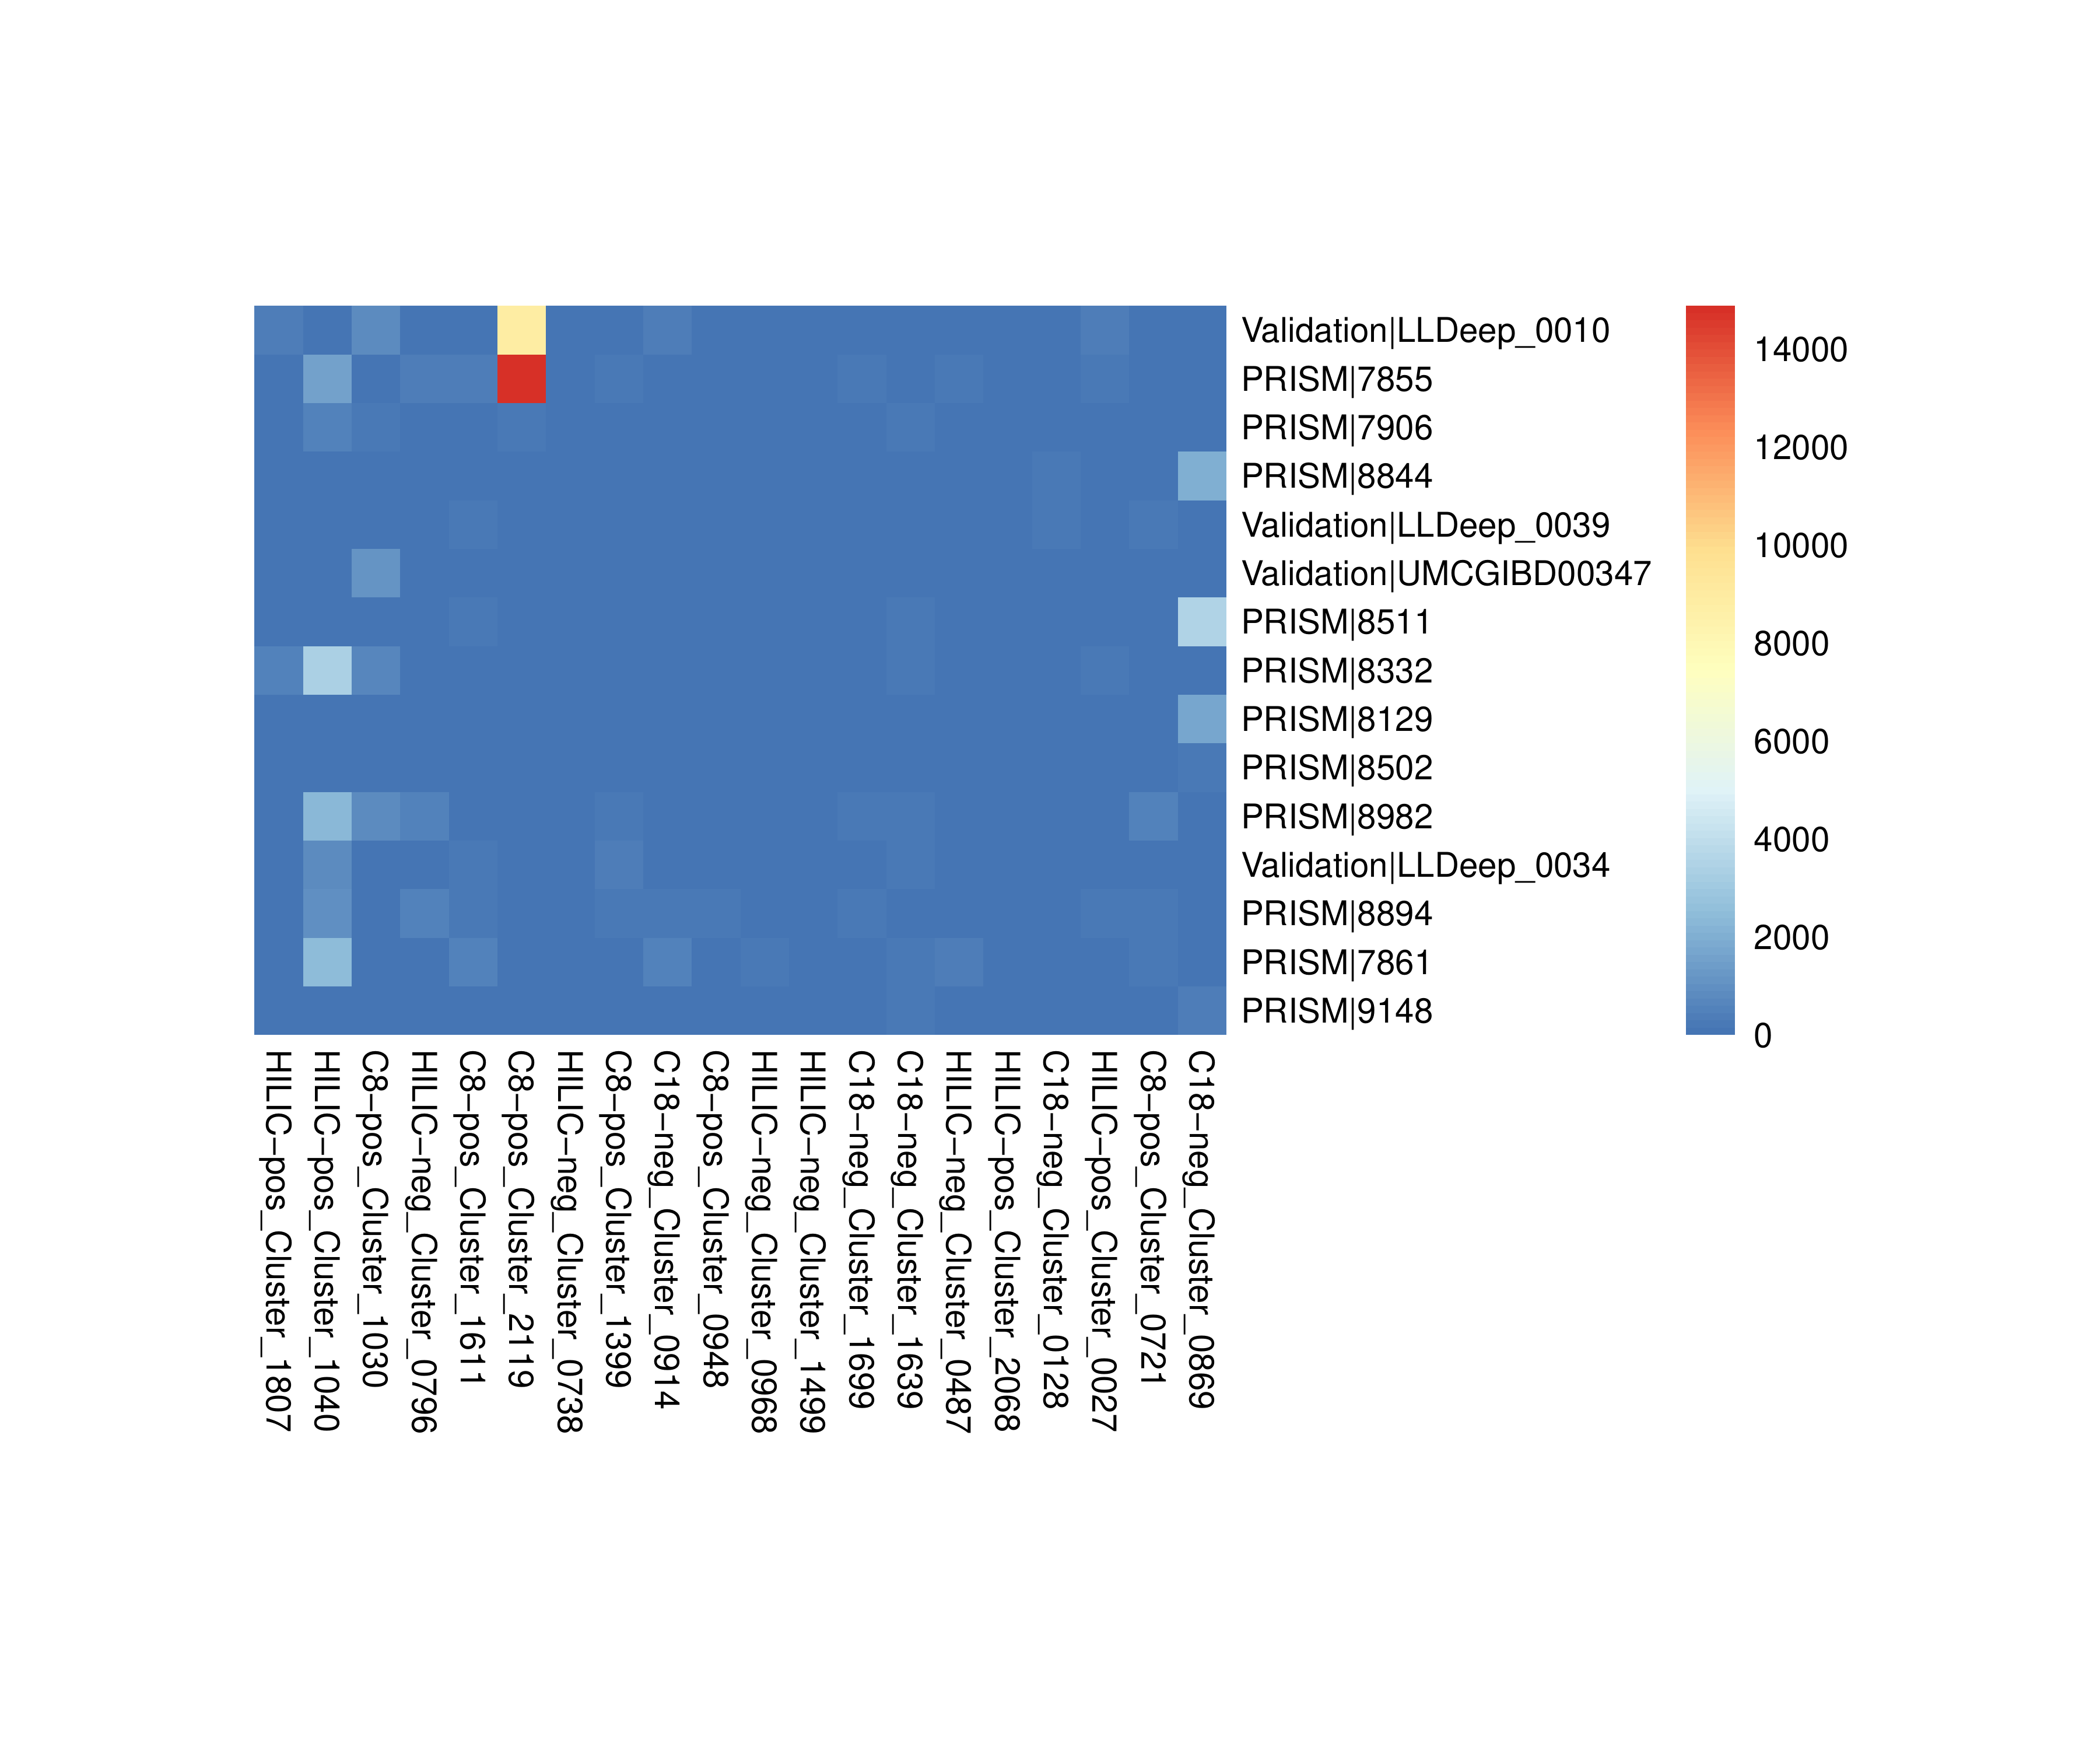 Validation|LLDeep_0010
PRISM|7855
PRISM|7906
PRISM|8844
Validation|LLDeep_0039
Validation|UMCGIBD00347
PRISM|8511
PRISM|8332
PRISM|8129
PRISM|8502
PRISM|8982
Validation|LLDeep_0034
PRISM|8894
PRISM|7861
PRISM|9148
14000
12000
10000
8000
6000
4000
2000
0
HILIC−pos_Cluster_1807
HILIC−pos_Cluster_1040
C8−pos_Cluster_1030
HILIC−neg_Cluster_0796
C8−pos_Cluster_1611
C8−pos_Cluster_2119
HILIC−neg_Cluster_0738
C8−pos_Cluster_1399
C18−neg_Cluster_0914
C8−pos_Cluster_0948
HILIC−neg_Cluster_0968
HILIC−neg_Cluster_1499
C18−neg_Cluster_1699
C18−neg_Cluster_1639
HILIC−neg_Cluster_0487
HILIC−pos_Cluster_2068
C18−neg_Cluster_0128
HILIC−pos_Cluster_0027
C8−pos_Cluster_0721
C18−neg_Cluster_0869